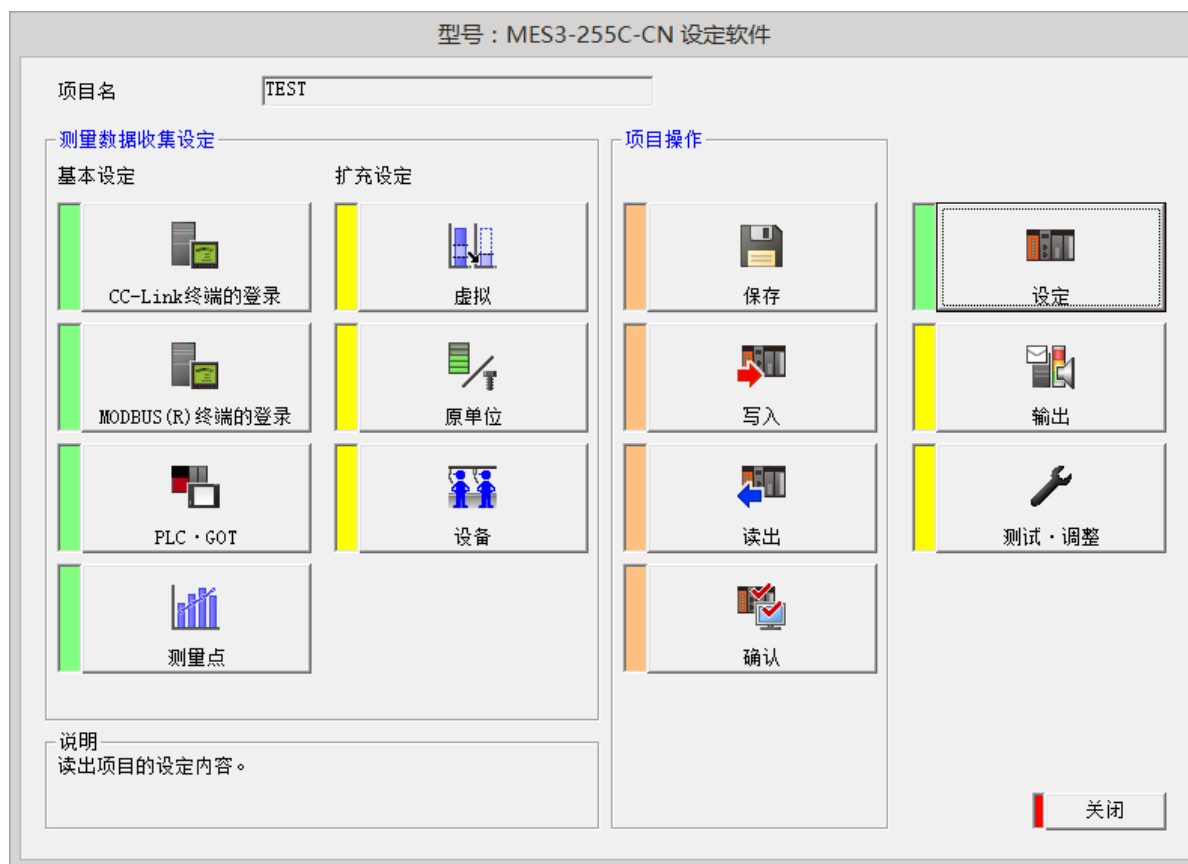 型号：MES3-255C-CN 设定软件
项目名
TEST
测量数据收集设定
基本设定
扩充设定
CC-Link终端的登录
虚拟
MODBUS(R)终端的登录
原单位
PLC・GOT
设备
测量点
说明
读出项目的设定内容。
项目操作
保存
写入
读出
确认
设定
输出
测试・调整
关闭